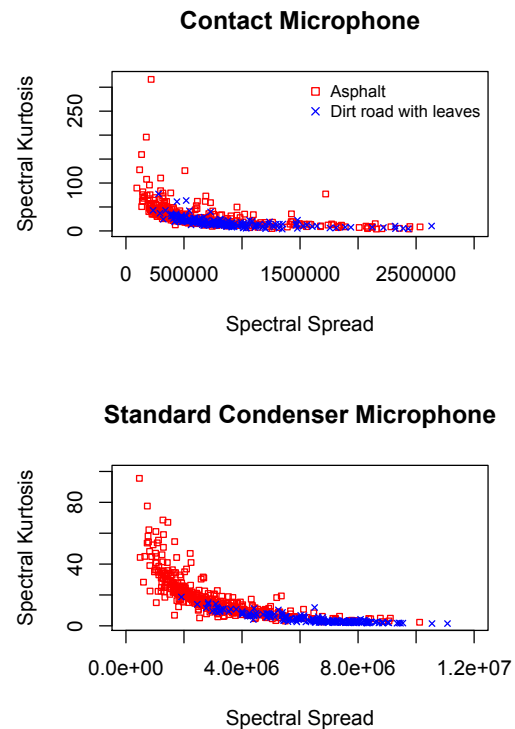 Contact Microphone
Spectral Kurtosis
250
100
0
Asphalt
Dirt road with leaves
0 500000 1500000 2500000
Spectral Spread
Standard Condenser Microphone
Spectral Kurtosis
80
40
0
0.0e+00 4.0e+06 8.0e+06 1.2e+07
Spectral Spread